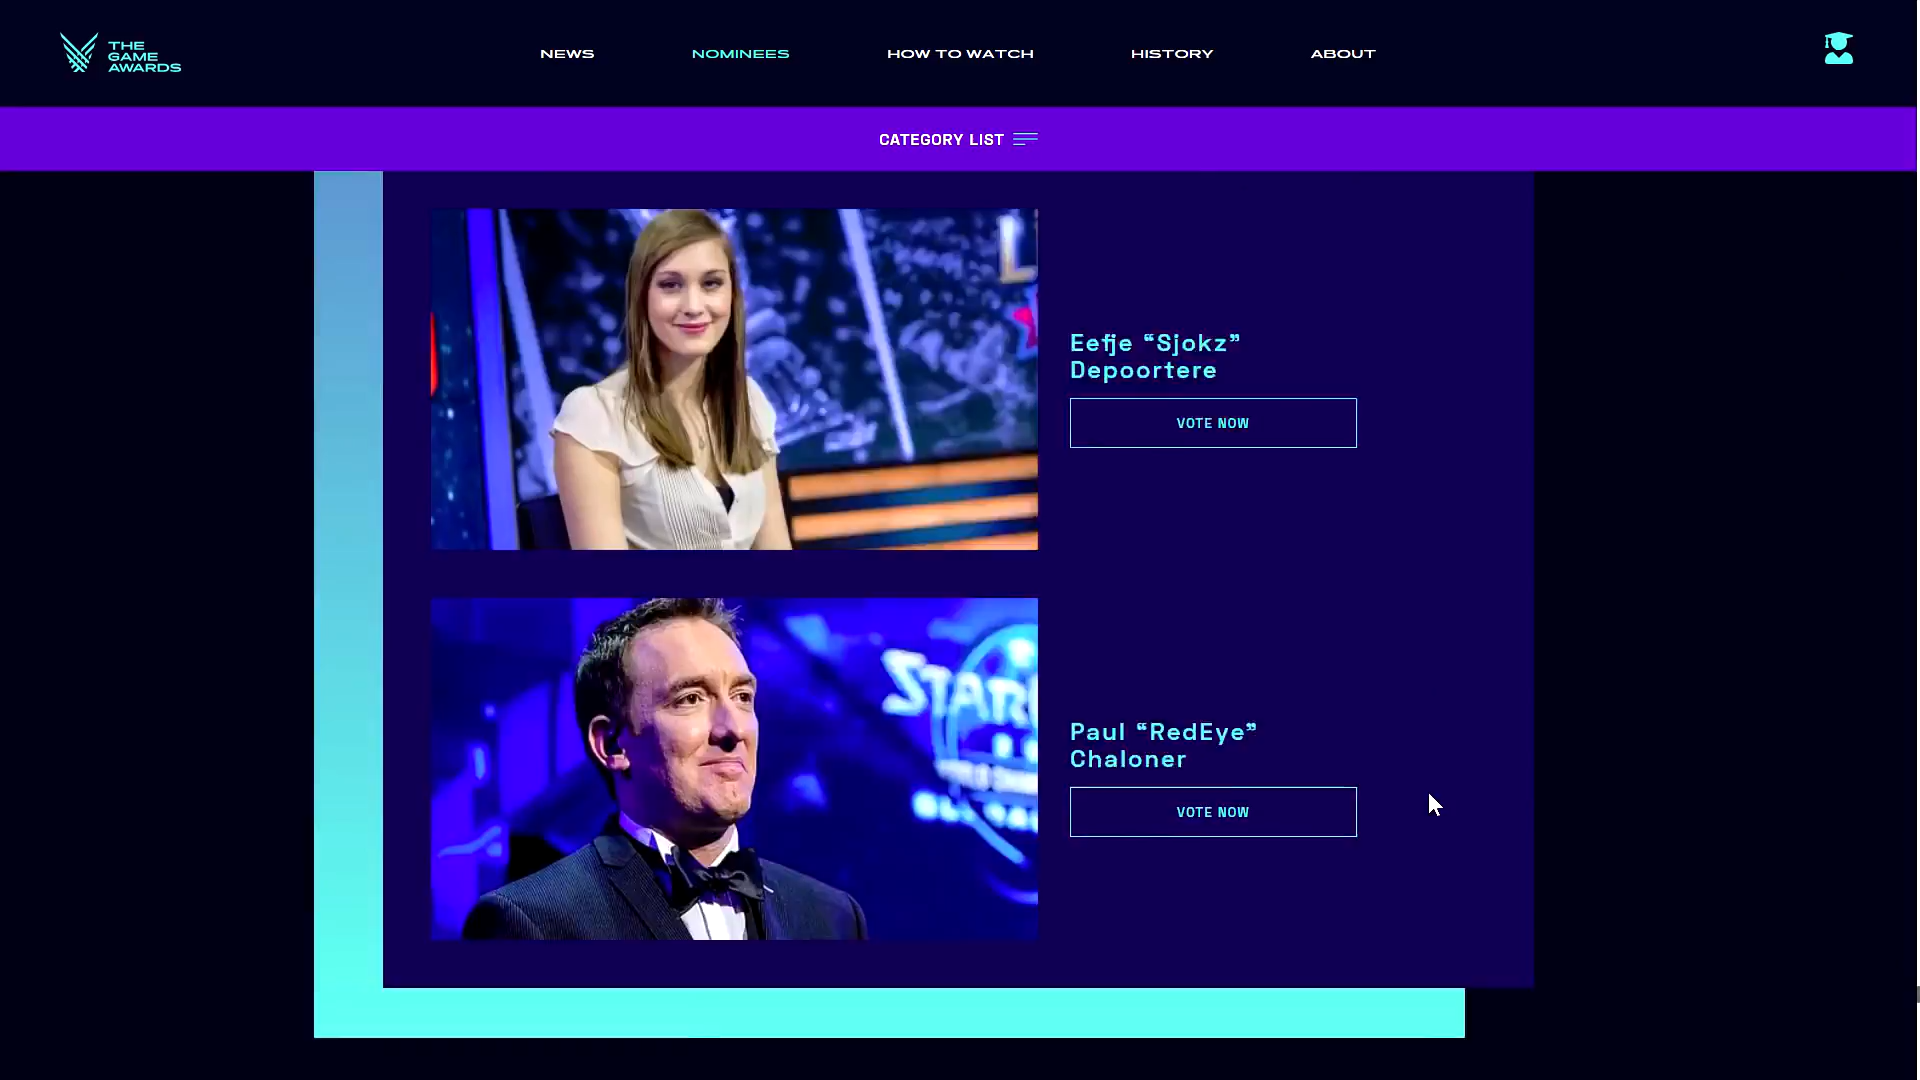 THE
GAME
AWARDS
NEWS
NOMINEES
HOW TO WATCH
HISTORY
ABOUT
CATEGORY LIST
Eefje “Sjokz”
Depoortere
VOTE NOW
Paul “RedEye”
Chaloner
VOTE NOW